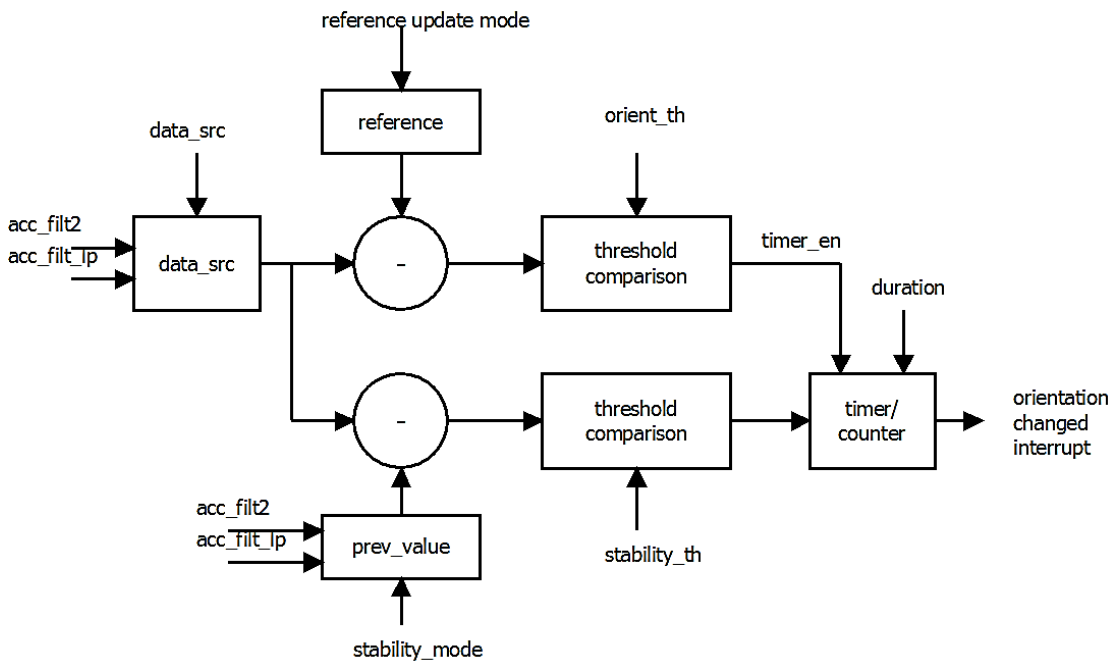 reference update mode
reference
data_src
orient_th
acc_filt2
acc_filt_lp
data_src
-
threshold
comparison
timer_en
duration
-
threshold
comparison
timer/
counter
orientation
changed
interrupt
acc_filt2
acc_filt_lp
prev_value
stability_th
stability_mode